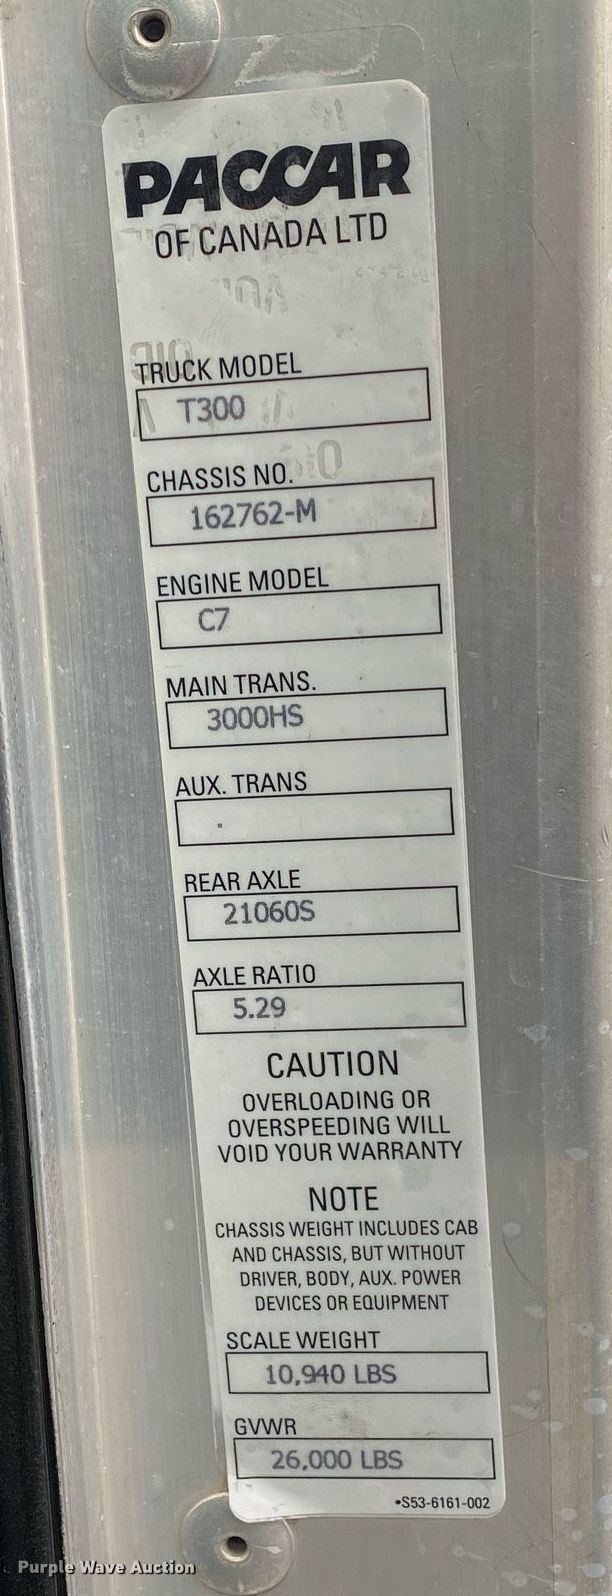 PACCAR
OF CANADA LTD
TRUCK MODEL
T300
CHASSIS NO.
162762-M
ENGINE MODEL
C7
MAIN TRANS.
3000HS
AUX. TRANS
.
REAR AXLE
21060S
AXLE RATIO
5.29
CAUTION
OVERLOADING OR
OVERSPEEDING WILL
VOID YOUR WARRANTY
NOTE
CHASSIS WEIGHT INCLUDES CAB
AND CHASSIS, BUT WITHOUT
DRIVER, BODY, AUX. POWER
DEVICES OR EQUIPMENT
SCALE WEIGHT
10,940 LBS
GVWR
26,000 LBS
•S53-6161-002
Purple Wave Auction